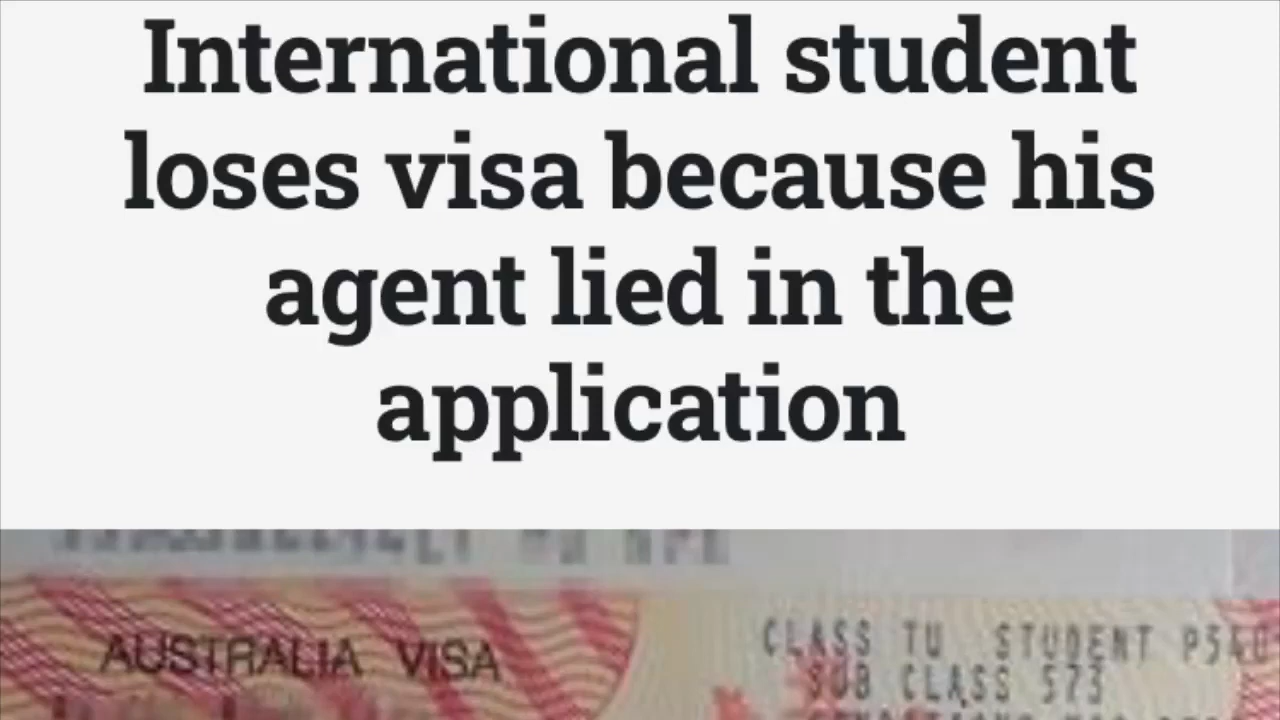 International student
loses visa because his
agent lied in the
application
AUSTRALIA VISA
CLASS TU STUDENT P540
SUB CLASS 573